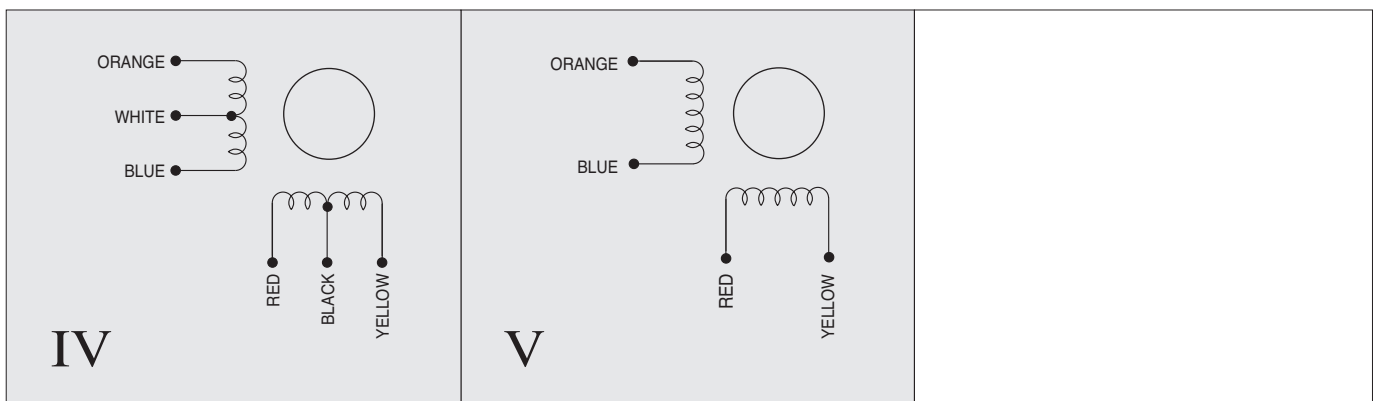 ORANGE
WHITE
BLUE
RED
BLACK
YELLOW
IV
ORANGE
BLUE
RED
YELLOW
V